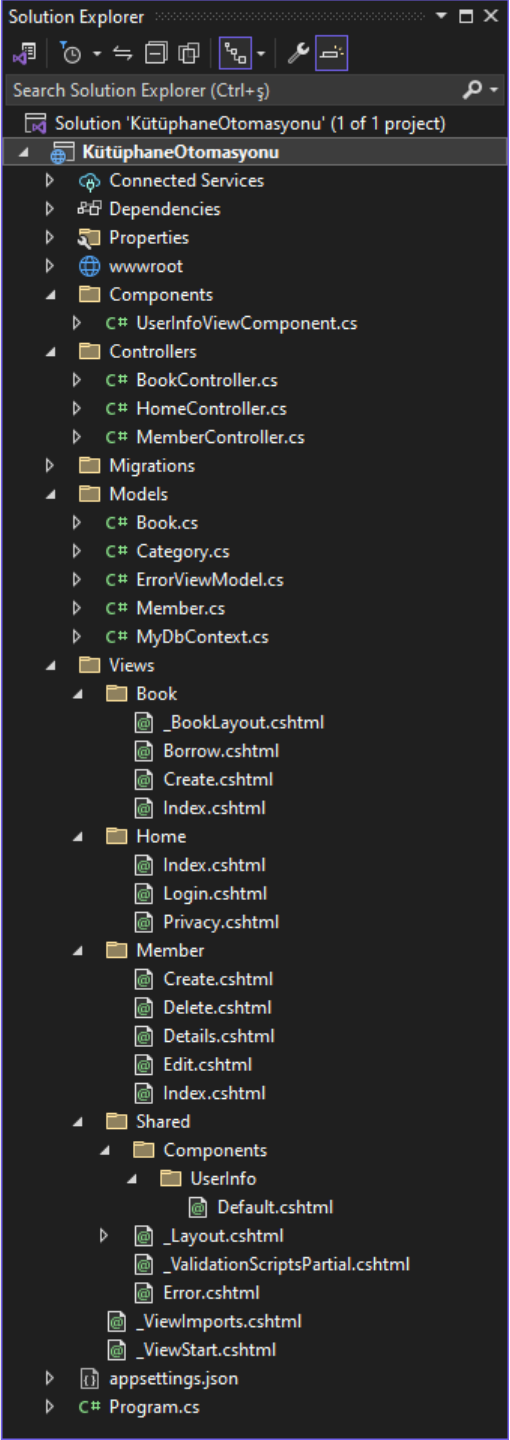 Solution Explorer
Search Solution Explorer (Ctrl+ş)
Solution 'KütüphaneOtomasyonu' (1 of 1 project)
KütüphaneOtomasyonu
Connected Services
Dependencies
Properties
wwwroot
Components
C# UserInfoViewComponent.cs
Controllers
C# BookController.cs
C# HomeController.cs
C# MemberController.cs
Migrations
Models
C# Book.cs
C# Category.cs
C# ErrorViewModel.cs
C# Member.cs
C# MyDbContext.cs
Views
Book
_BookLayout.cshtml
Borrow.cshtml
Create.cshtml
Index.cshtml
Home
Index.cshtml
Login.cshtml
Privacy.cshtml
Member
Create.cshtml
Delete.cshtml
Details.cshtml
Edit.cshtml
Index.cshtml
Shared
Components
UserInfo
Default.cshtml
_Layout.cshtml
_ValidationScriptsPartial.cshtml
Error.cshtml
_ViewImports.cshtml
_ViewStart.cshtml
appsettings.json
C# Program.cs